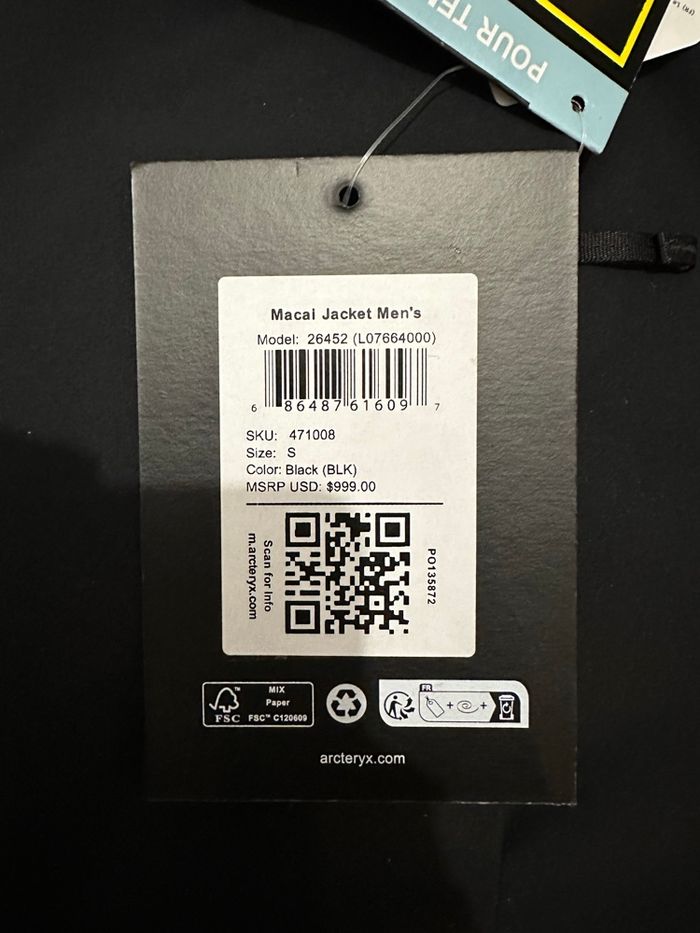 POUR TE
Macai Jacket Men's
Model: 26452 (L07664000)
6 86487 61609 7
SKU: 471008
Size: S
Color: Black (BLK)
MSRP USD: $999.00
Scan for Info
m.arcteryx.com
PO135872
FSC
MIX
Paper
FSC™ C120609
FR
arcteryx.com